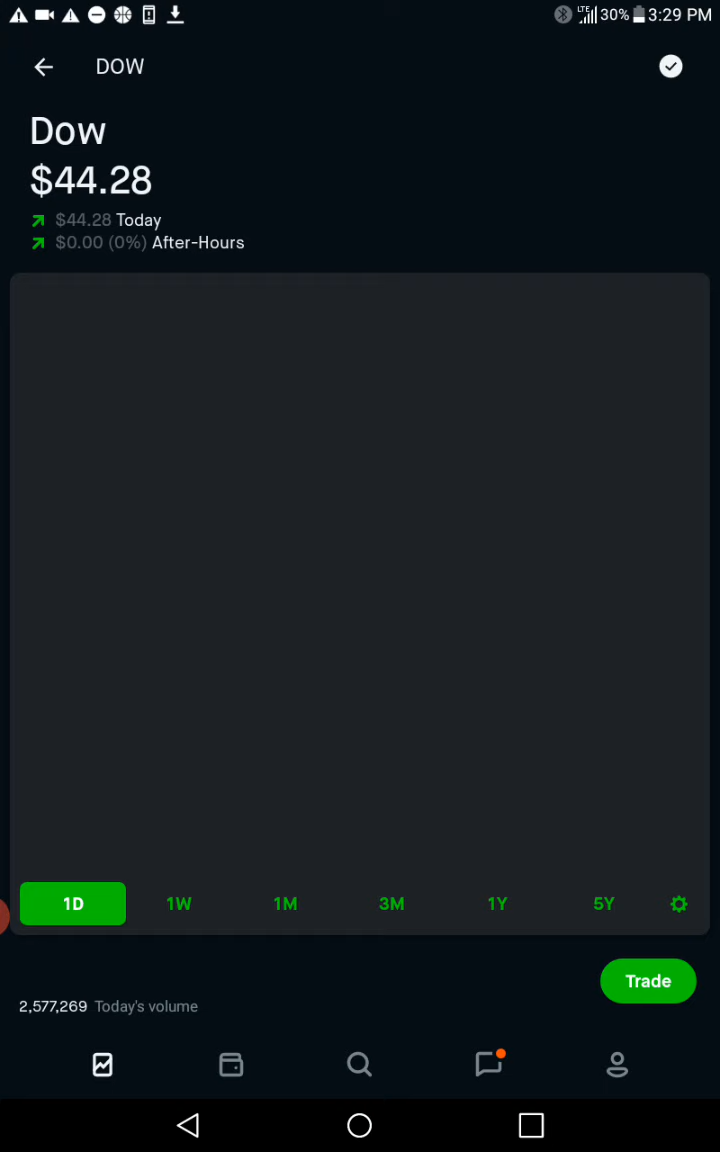 LTE 30% 3:29 PM
DOW
Dow
$44.28
$44.28 Today
$0.00 (0%) After-Hours
1D 1W 1M 3M 1Y 5Y
Trade
2,577,269 Today's volume